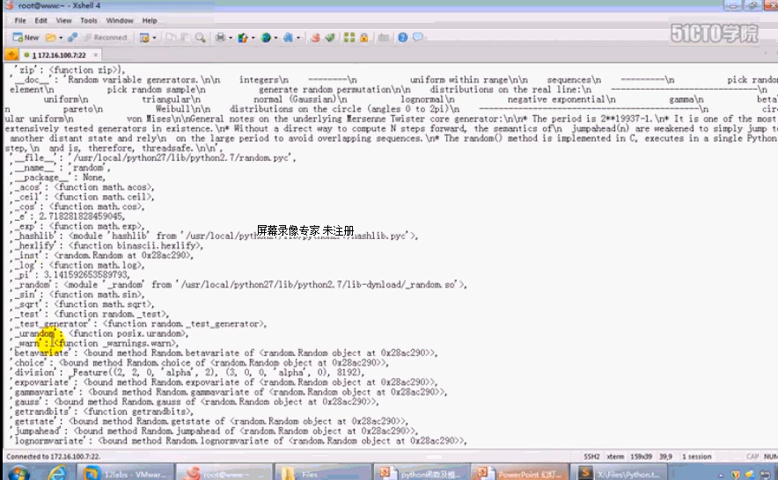 root@www:~ - Xshell 4
51CTO学院
File Edit View Tools Window Help
New Reconnect
1 172.16.100.7:22
'zip': <function zip>},
'__doc__': 'Random variable generators.\n\n integers\n --------\n uniform within range\n\n sequences\n ---------\n pick random
element\n pick random sample\n generate random permutation\n\n distributions on the real line:\n
uniform\n triangular\n normal (Gaussian)\n lognormal\n negative exponential\n gamma\n beta\
n pareto\n Weibull\n\n distributions on the circle (angles 0 to 2pi)\n
ular uniform\n von Mises\n\nGeneral notes on the underlying Mersenne Twister core generator:\n\n* The period is 2**19937-1.\n* It is one of the most
extensively tested generators in existence.\n* Without a direct way to compute N steps forward, the semantics of\n jumpahead(n) are weakened to simply jump to
another distant state and rely\n on the large period to avoid overlapping sequences.\n* The random() method is implemented in C, executes in a single Python
step,\n and is, therefore, threadsafe.\n\n',
'__file__': '/usr/local/python27/lib/python2.7/random.pyc',
'__name__': 'random',
'__package__': None,
'_acos': <function math.acos>,
'_ceil': <function math.ceil>,
'_cos': <function math.cos>,
'_e': 2.718281828459045,
'_exp': <function math.exp>,
屏幕录像专家 未注册
'_hashlib': <module 'hashlib' from '/usr/local/python27/lib/python2.7/hashlib.pyc'>,
'_hexlify': <function binascii.hexlify>,
'_inst': <random.Random at 0x28ac290>,
'_log': <function math.log>,
'_pi': 3.141592653589793,
'_random': <module '_random' from '/usr/local/python27/lib/python2.7/lib-dynload/_random.so'>,
'_sin': <function math.sin>,
'_sqrt': <function math.sqrt>,
'_test': <function random._test>,
'_test_generator': <function random._test_generator>,
'_urandom': <function posix.urandom>,
'_warn': <function _warnings.warn>,
'betavariate': <bound method Random.betavariate of <random.Random object at 0x28ac290>>,
'choice': <bound method Random.choice of <random.Random object at 0x28ac290>>,
'division': _Feature((2, 2, 0, 'alpha', 2), (3, 0, 0, 'alpha', 0), 8192),
'expovariate': <bound method Random.expovariate of <random.Random object at 0x28ac290>>,
'gammavariate': <bound method Random.gammavariate of <random.Random object at 0x28ac290>>,
'gauss': <bound method Random.gauss of <random.Random object at 0x28ac290>>,
'getrandbits': <function getrandbits>,
'getstate': <bound method Random.getstate of <random.Random object at 0x28ac290>>,
'jumpahead': <bound method Random.jumpahead of <random.Random object at 0x28ac290>>,
'lognormvariate': <bound method Random.lognormvariate of <random.Random object at 0x28ac290>>,
Connected to 172.16.100.7:22. SSH2 xterm 159x39 39,9 1 session CAP NUM
12labs - VMwar... root@www:~ Files PowerPoint X:\Files\Python.t...